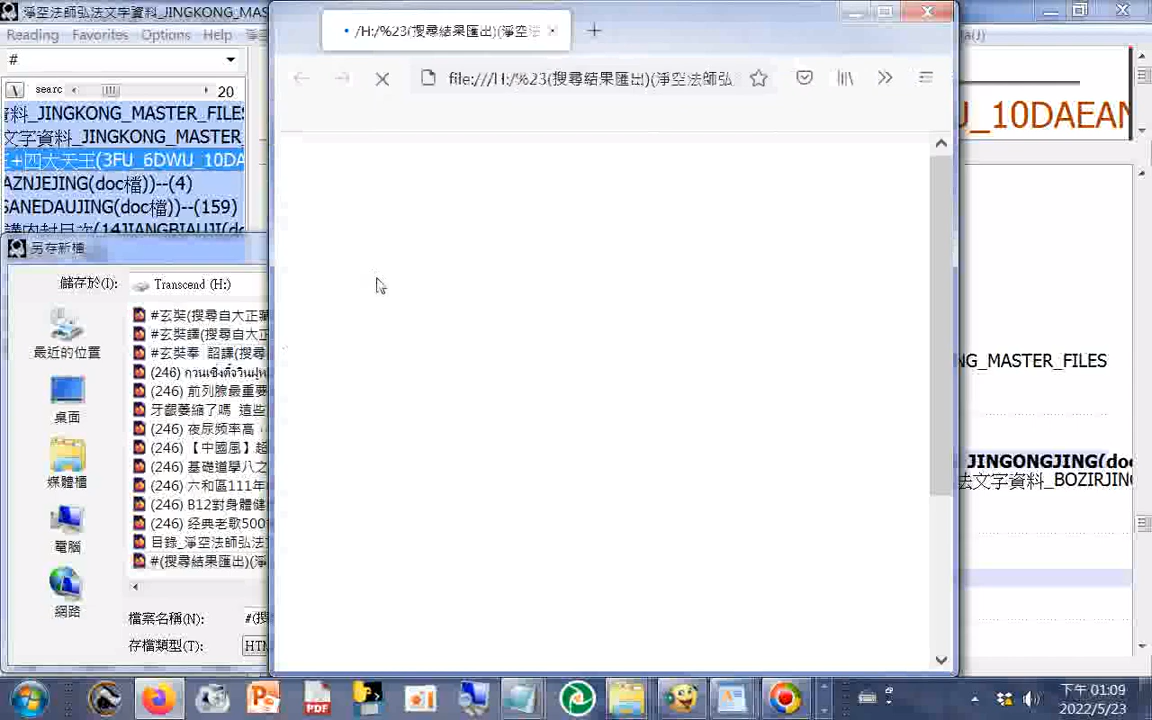 淨空法師弘法文字資料_JINGKONG_MAS
Reading Favorites Options Help
#
searc 20
資料_JINGKONG_MASTER_FILES
文字資料_JINGKONG_MASTER_
王+四大天王(3FU_6DWU_10DA
AZNJEJING(doc檔))--(4)
SANEDAUJING(doc檔))--(159)
另存新檔
儲存於(I): Transcend (H:)
最近的位置
桌面
媒體櫃
電腦
網路
#玄奘(搜尋自大正
#玄奘譯(搜尋自大正
#玄奘奉 詔譯(搜尋
(246) 前列腺最重要
牙齦萎縮了嗎 這些
(246) 夜尿頻率高
(246) 【中國風】超
(246) 基礎道學八之
(246) 六和區111年
(246) B12對身體健
(246) 经典老歌500
目錄_淨空法師弘法
#(搜尋結果匯出)(淨
檔案名稱(N): #(搜
存檔類型(T): HTM
/H:/%23(搜尋結果匯出)(淨空法
file:///H:/%23(搜尋結果匯出)(淨空法師弘
a(J)
U_10DAEAN
NG_MASTER_FILES
JINGONGJING(doc
法文字資料_BOZIRJING
下午 01:09
2022/5/23